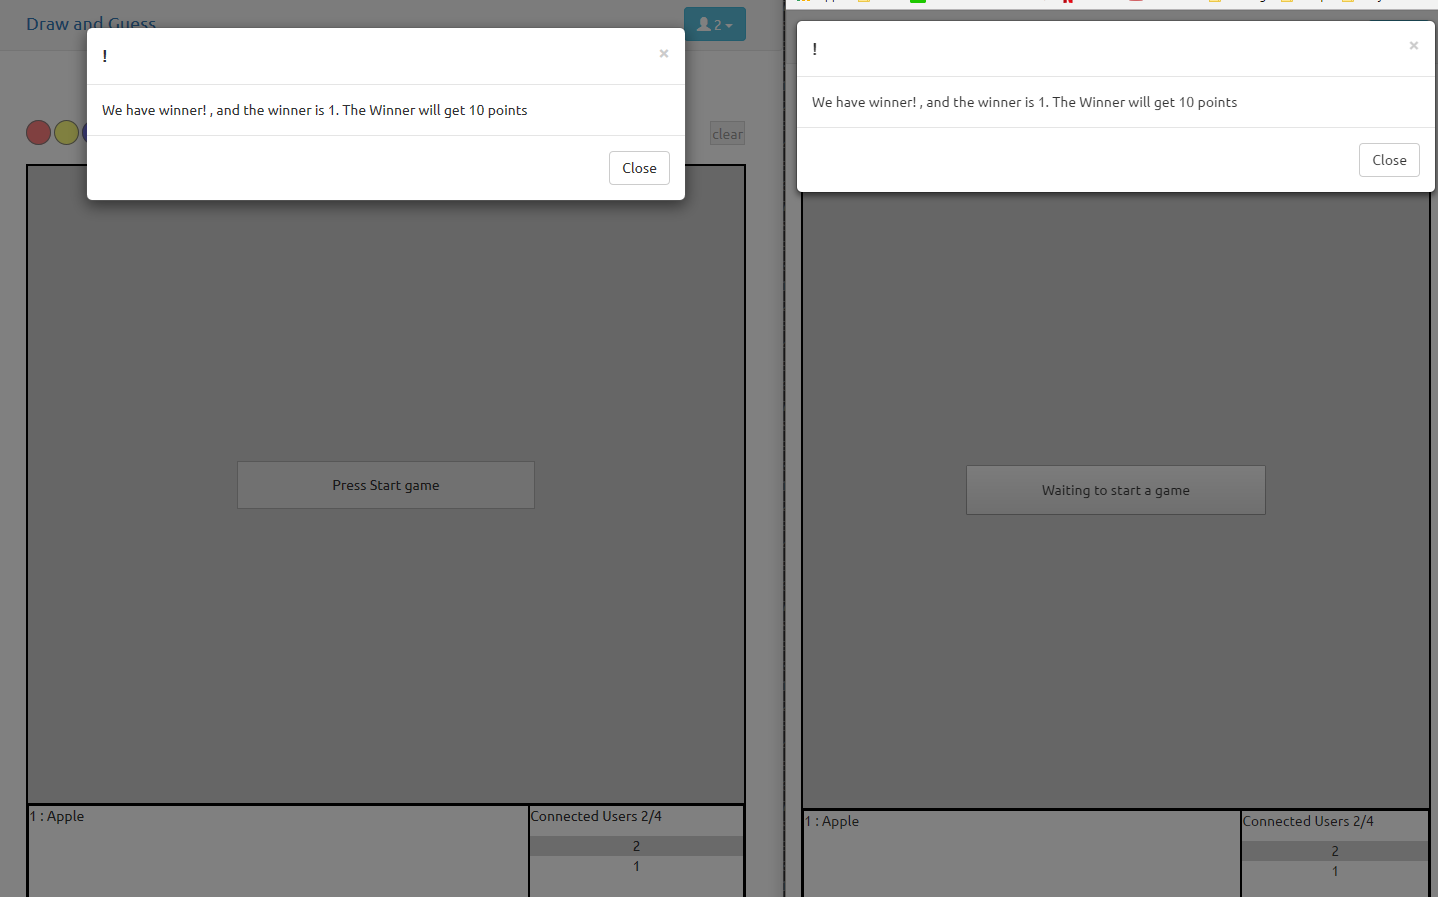 Draw and Guess
2
!
×
We have winner! , and the winner is 1. The Winner will get 10 points
Close
clear
Press Start game
1 : Apple
Connected Users 2/4
2
1
!
×
We have winner! , and the winner is 1. The Winner will get 10 points
Close
Waiting to start a game
1 : Apple
Connected Users 2/4
2
1